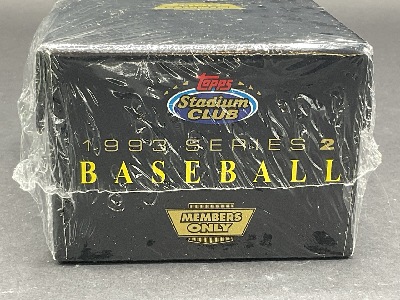 Topps
Stadium
CLUB
1993 SERIES 2
BASEBALL
MEMBERS
ONLY